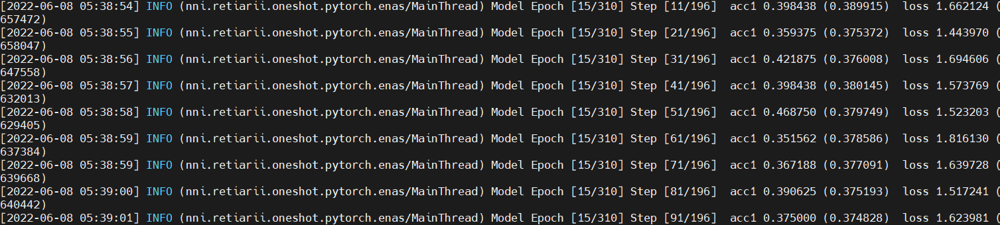 [2022-06-08 05:38:54] INFO (nni.retiarii.oneshot.pytorch.enas/MainThread) Model Epoch [15/310] Step [11/196]  acc1 0.398438 (0.389915)  loss 1.662124 (
657472)
[2022-06-08 05:38:55] INFO (nni.retiarii.oneshot.pytorch.enas/MainThread) Model Epoch [15/310] Step [21/196]  acc1 0.359375 (0.375372)  loss 1.443970 (
658047)
[2022-06-08 05:38:56] INFO (nni.retiarii.oneshot.pytorch.enas/MainThread) Model Epoch [15/310] Step [31/196]  acc1 0.421875 (0.376008)  loss 1.694606 (
647558)
[2022-06-08 05:38:57] INFO (nni.retiarii.oneshot.pytorch.enas/MainThread) Model Epoch [15/310] Step [41/196]  acc1 0.398438 (0.380145)  loss 1.573769 (
632013)
[2022-06-08 05:38:58] INFO (nni.retiarii.oneshot.pytorch.enas/MainThread) Model Epoch [15/310] Step [51/196]  acc1 0.468750 (0.379749)  loss 1.523203 (
629405)
[2022-06-08 05:38:59] INFO (nni.retiarii.oneshot.pytorch.enas/MainThread) Model Epoch [15/310] Step [61/196]  acc1 0.351562 (0.378586)  loss 1.816130 (
637384)
[2022-06-08 05:38:59] INFO (nni.retiarii.oneshot.pytorch.enas/MainThread) Model Epoch [15/310] Step [71/196]  acc1 0.367188 (0.377091)  loss 1.639728 (
639668)
[2022-06-08 05:39:00] INFO (nni.retiarii.oneshot.pytorch.enas/MainThread) Model Epoch [15/310] Step [81/196]  acc1 0.390625 (0.375193)  loss 1.517241 (
640442)
[2022-06-08 05:39:01] INFO (nni.retiarii.oneshot.pytorch.enas/MainThread) Model Epoch [15/310] Step [91/196]  acc1 0.375000 (0.374828)  loss 1.623981 (